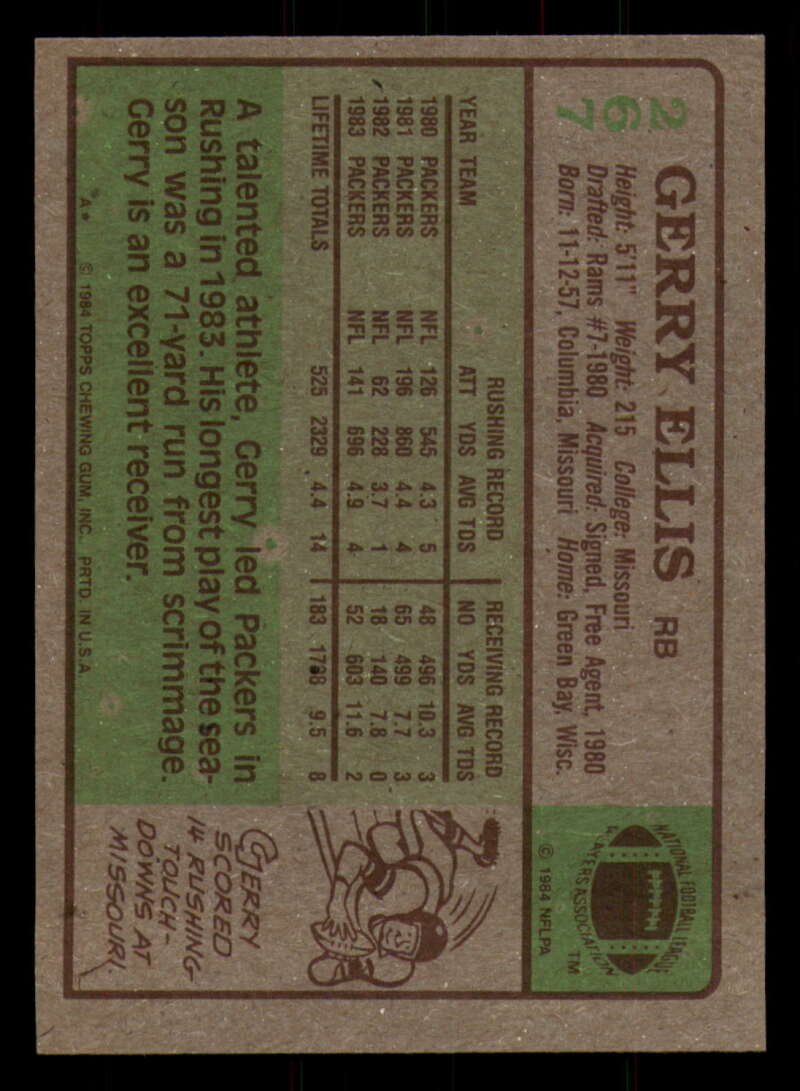 267
GERRY ELLIS RB
Height: 5'11" Weight: 215 College: Missouri
Drafted: Rams #7-1980 Acquired: Signed, Free Agent, 1980
Born: 11-12-57, Columbia, Missouri Home: Green Bay, Wisc.
NATIONAL FOOTBALL LEAGUE
PLAYERS ASSOCIATION
TM
© 1984 NFLPA
RUSHING RECORD RECEIVING RECORD
YEAR TEAM ATT YDS AVG TDS NO YDS AVG TDS
1980 PACKERS NFL 126 545 4.3 5 48 496 10.3 3
1981 PACKERS NFL 196 860 4.4 4 65 499 7.7 3
1982 PACKERS NFL 62 228 3.7 1 18 140 7.8 0
1983 PACKERS NFL 141 696 4.9 4 52 603 11.6 2
LIFETIME TOTALS 525 2329 4.4 14 183 1738 9.5 8
A talented athlete, Gerry led Packers in
Rushing in 1983. His longest play of the sea-
son was a 71-yard run from scrimmage.
Gerry is an excellent receiver.
A* © 1984 TOPPS CHEWING GUM, INC. PRTD. IN U.S.A.
GERRY
SCORED
14 RUSHING
TOUCH-
DOWNS AT
MISSOURI.